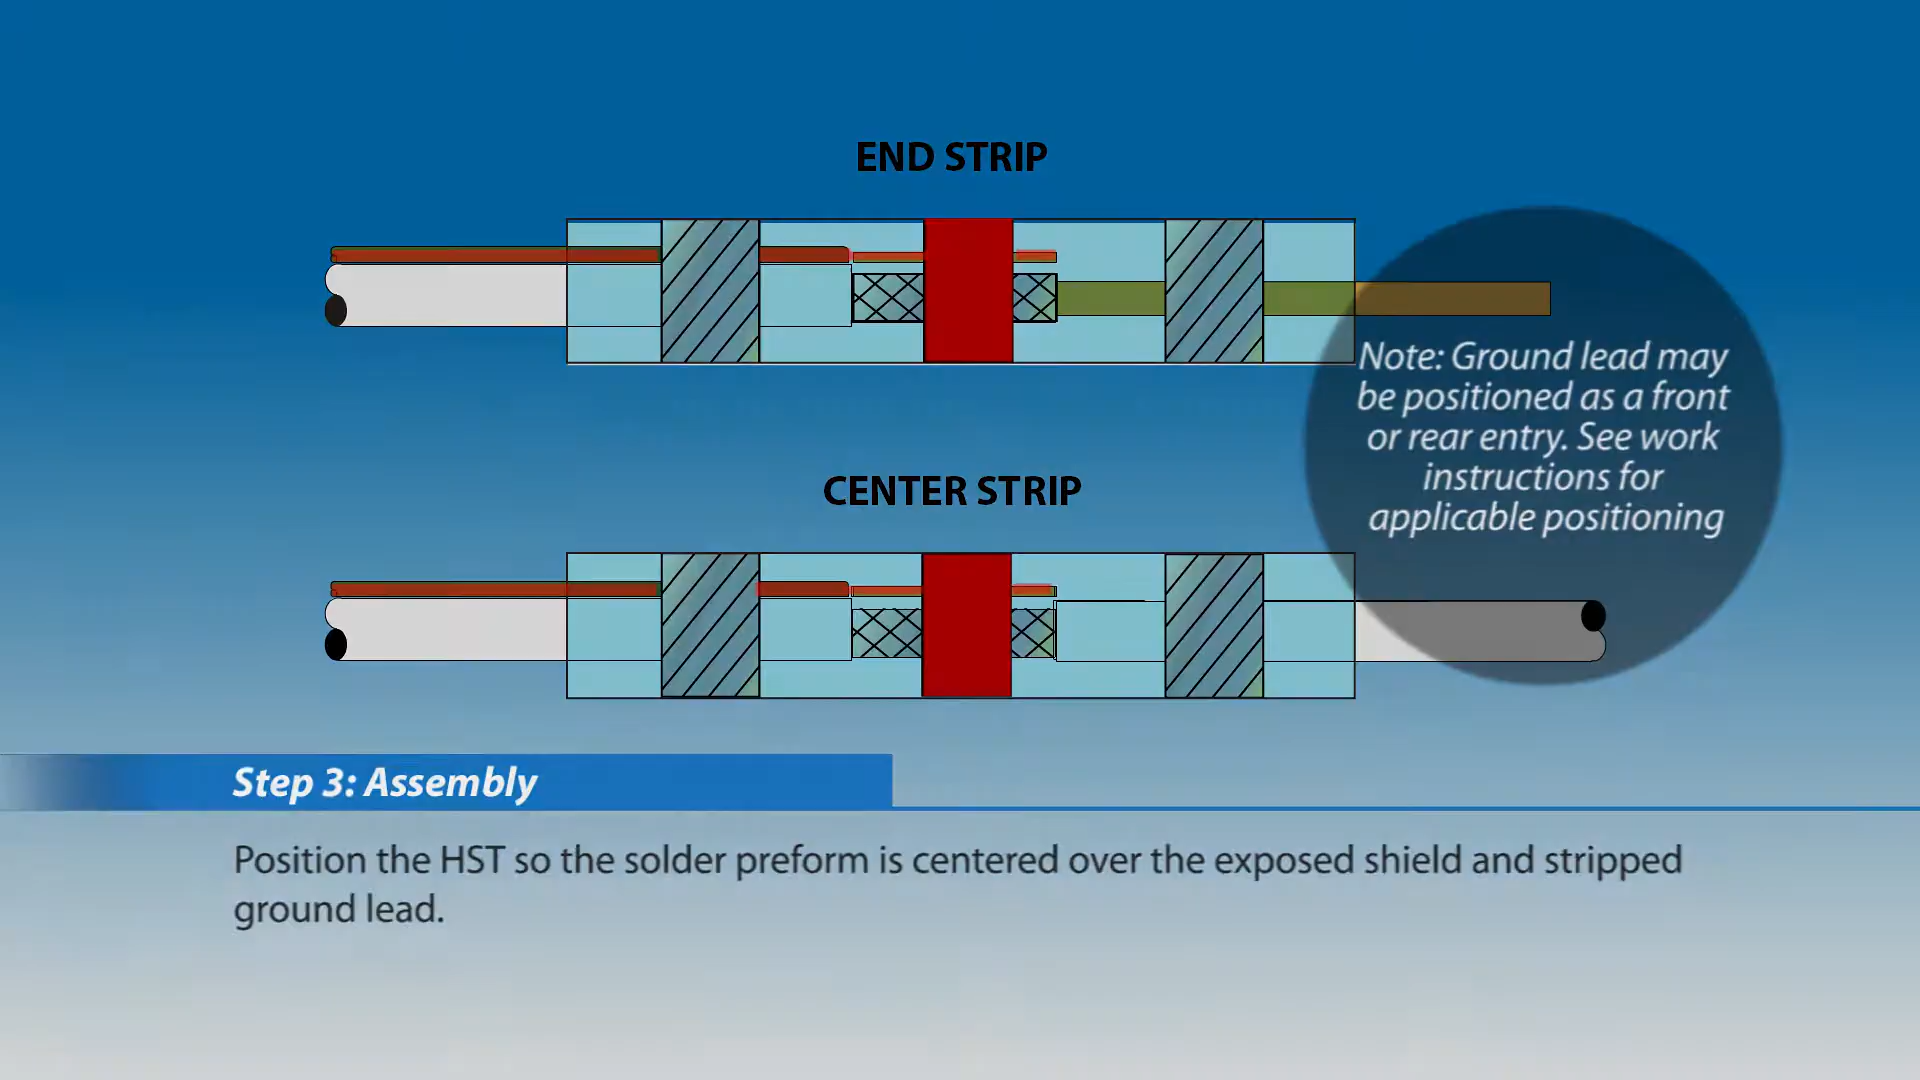 END STRIP
Note: Ground lead may
be positioned as a front
or rear entry. See work
instructions for
applicable positioning
CENTER STRIP
Step 3: Assembly
Position the HST so the solder preform is centered over the exposed shield and stripped
ground lead.